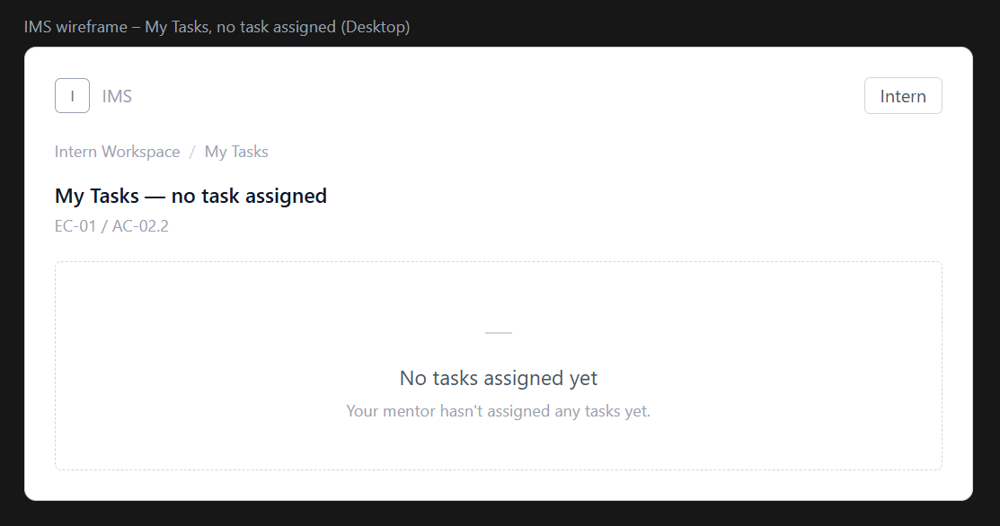 IMS wireframe – My Tasks, no task assigned (Desktop)
I IMS
Intern
Intern Workspace / My Tasks
My Tasks — no task assigned
EC-01 / AC-02.2
—
No tasks assigned yet
Your mentor hasn't assigned any tasks yet.